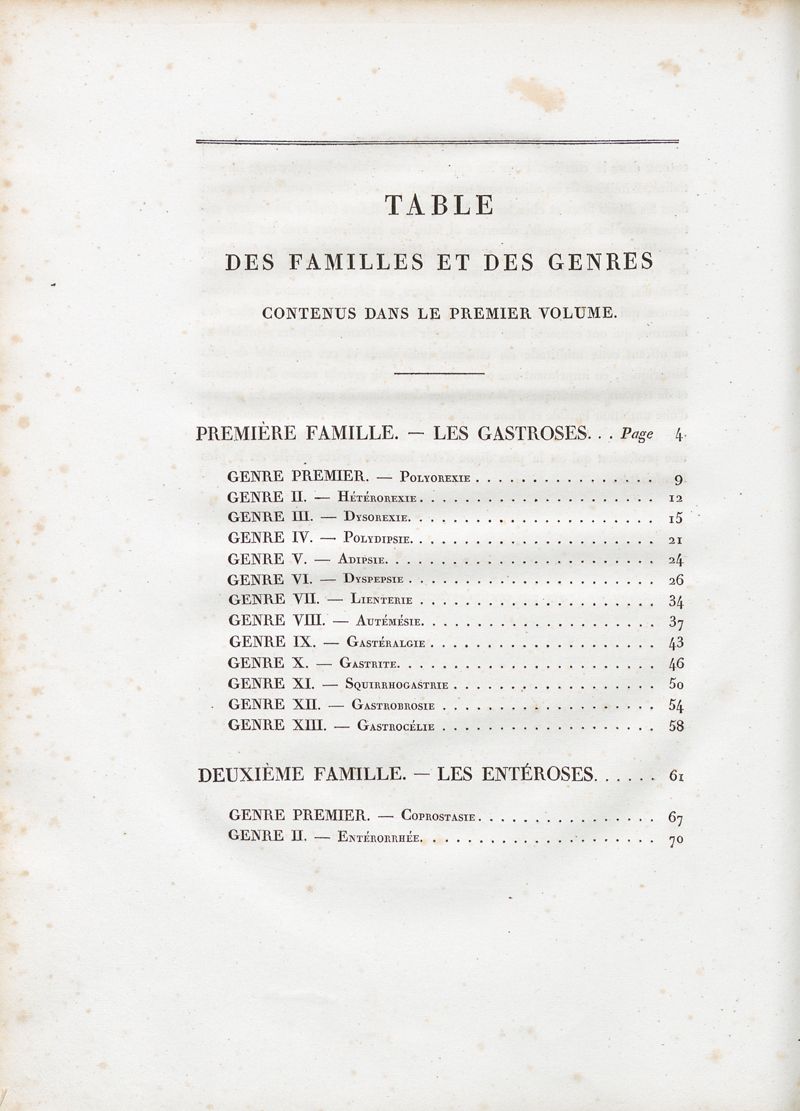 TABLE
DES FAMILLES ET DES GENRES
CONTENUS DANS LE PREMIER VOLUME.
PREMIÈRE FAMILLE. — LES GASTROSES. . . Page 4
GENRE PREMIER. — Polyorexie . . . . . . . . . . . . . . . . 9
GENRE II. — Hétérorexie . . . . . . . . . . . . . . . . . . . . . 12
GENRE III. — Dysorexie. . . . . . . . . . . . . . . . . . . . . . 15
GENRE IV. — Polydipsie. . . . . . . . . . . . . . . . . . . . . . 21
GENRE V. — Adipsie. . . . . . . . . . . . . . . . . . . . . . . . 24
GENRE VI. — Dyspepsie . . . . . . . . . . . . . . . . . . . . . . 26
GENRE VII. — Lienterie . . . . . . . . . . . . . . . . . . . . . 34
GENRE VIII. — Autémésie. . . . . . . . . . . . . . . . . . . . . 37
GENRE IX. — Gastéralgie . . . . . . . . . . . . . . . . . . . . 43
GENRE X. — Gastrite. . . . . . . . . . . . . . . . . . . . . . . 46
GENRE XI. — Squirrhogastrie . . . . . . . . . . . . . . . . . . 50
GENRE XII. — Gastrobrosie . . . . . . . . . . . . . . . . . . . 54
GENRE XIII. — Gastrocélie . . . . . . . . . . . . . . . . . . . 58
DEUXIÈME FAMILLE. — LES ENTÉROSES. . . . . . 61
GENRE PREMIER. — Coprostasie. . . . . . . . . . . . . . . . 67
GENRE II. — Entérorrhée. . . . . . . . . . . . . . . . . . . . . 70